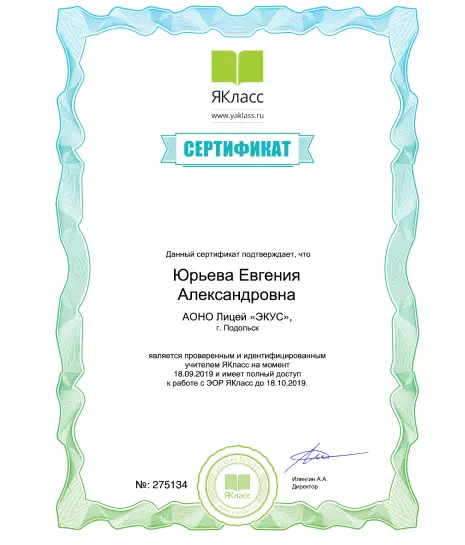 ЯКласс
www.yaklass.ru
СЕРТИФИКАТ
Данный сертификат подтверждает, что
Юрьева Евгения
Александровна
АОНО Лицей «ЭКУС»,
г. Подольск
является проверенным и идентифицированным
учителем ЯКласс на момент
18.09.2019 и имеет полный доступ
к работе с ЭОР ЯКласс до 18.10.2019.
№: 275134
ЯКласс
Илингин А.А.
Директор